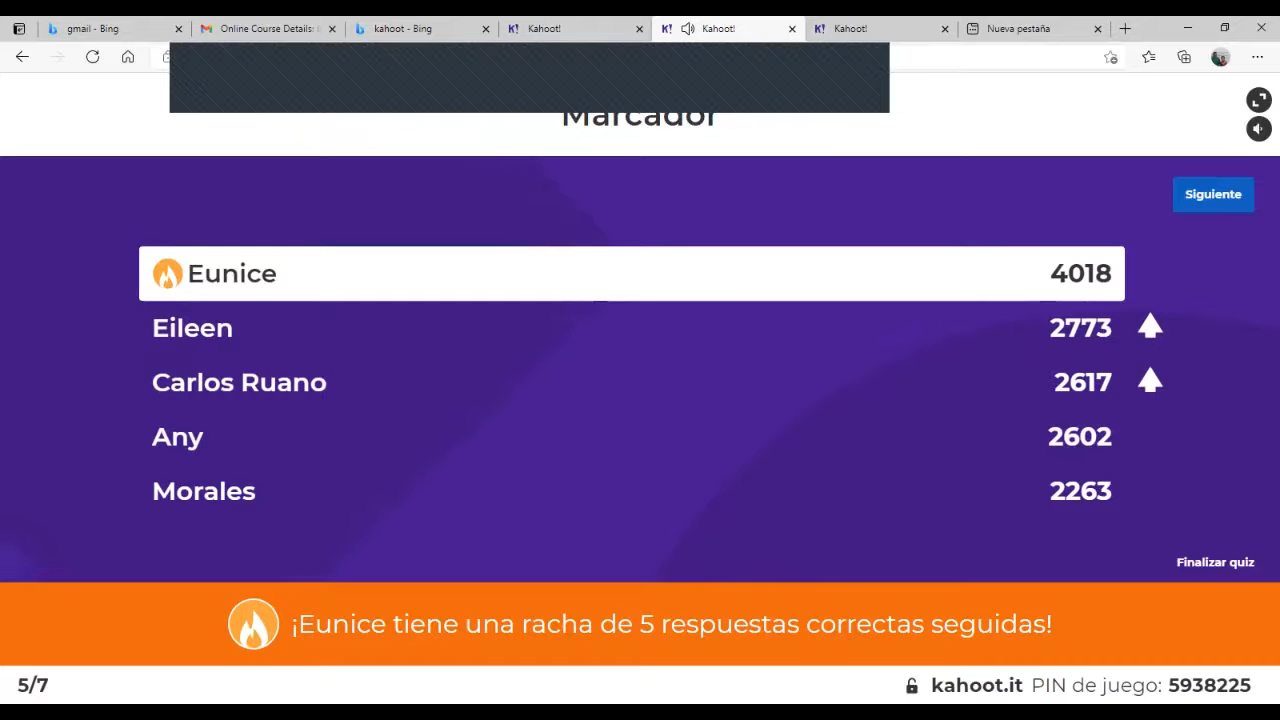 gmail - Bing
Online Course Details:
kahoot - Bing
K! Kahoot!
K! Kahoot!
K! Kahoot!
Nueva pestaña
Marcador
Siguiente
Eunice 4018
Eileen 2773
Carlos Ruano 2617
Any 2602
Morales 2263
Finalizar quiz
¡Eunice tiene una racha de 5 respuestas correctas seguidas!
5/7
kahoot.it PIN de juego: 5938225